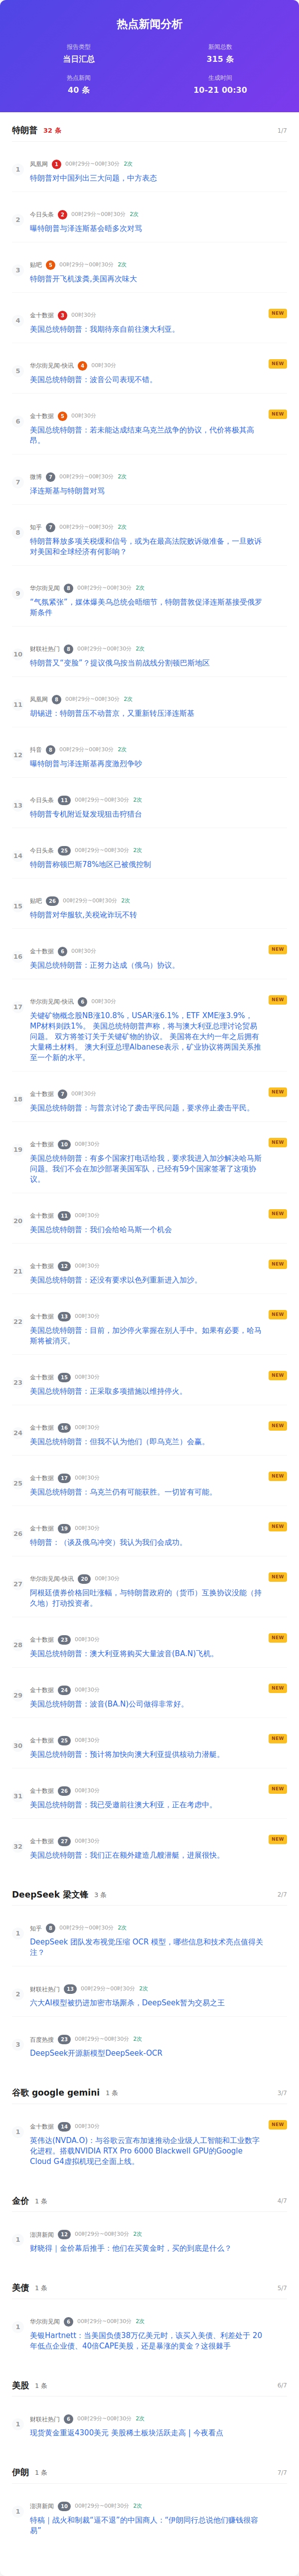 热点新闻分析
报告类型
新闻总数
当日汇总
315 条
热点新闻
生成时间
40 条
10-21 00:30
特朗普 32 条 1/7
1
凤凰网 1 00时29分~00时30分 2次
特朗普对中国列出三大问题，中方表态
2
今日头条 2 00时29分~00时30分 2次
曝特朗普与泽连斯基会晤多次对骂
3
贴吧 5 00时29分~00时30分 2次
特朗普开飞机泼粪,美国再次味大
4
金十数据 3 00时30分 NEW
美国总统特朗普：我期待亲自前往澳大利亚。
5
华尔街见闻-快讯 4 00时30分 NEW
美国总统特朗普：波音公司表现不错。
6
金十数据 5 00时30分 NEW
美国总统特朗普：若未能达成结束乌克兰战争的协议，代价将极其高
昂。
7
微博 7 00时29分~00时30分 2次
泽连斯基与特朗普对骂
8
知乎 7 00时29分~00时30分 2次
特朗普释放多项关税缓和信号，或为在最高法院败诉做准备，一旦败诉
对美国和全球经济有何影响？
9
华尔街见闻 8 00时29分~00时30分 2次
“气氛紧张”，媒体爆美乌总统会晤细节，特朗普敦促泽连斯基接受俄罗
斯条件
10
财联社热门 8 00时29分~00时30分 2次
特朗普又“变脸”？提议俄乌按当前战线分割顿巴斯地区
11
凤凰网 8 00时29分~00时30分 2次
胡锡进：特朗普压不动普京，又重新转压泽连斯基
12
抖音 8 00时29分~00时30分 2次
曝特朗普与泽连斯基再度激烈争吵
13
今日头条 11 00时29分~00时30分 2次
特朗普专机附近疑发现狙击狩猎台
14
今日头条 25 00时29分~00时30分 2次
特朗普称顿巴斯78%地区已被俄控制
15
贴吧 26 00时29分~00时30分 2次
特朗普对华服软,关税讹诈玩不转
16
金十数据 6 00时30分 NEW
美国总统特朗普：正努力达成（俄乌）协议。
17
华尔街见闻-快讯 6 00时30分 NEW
关键矿物概念股NB涨10.8%，USAR涨6.1%，ETF XME涨3.9%，
MP材料则跌1%。 美国总统特朗普声称，将与澳大利亚总理讨论贸易
问题。 双方将签订关于关键矿物的协议。 美国将在大约一年之后拥有
大量稀土材料。 澳大利亚总理Albanese表示，矿业协议将两国关系推
至一个新的水平。
18
金十数据 7 00时30分 NEW
美国总统特朗普：与普京讨论了袭击平民问题，要求停止袭击平民。
19
金十数据 10 00时30分 NEW
美国总统特朗普：有多个国家打电话给我，要求我进入加沙解决哈马斯
问题。我们不会在加沙部署美国军队，已经有59个国家签署了这项协
议。
20
金十数据 11 00时30分 NEW
美国总统特朗普：我们会给哈马斯一个机会
21
金十数据 12 00时30分 NEW
美国总统特朗普：还没有要求以色列重新进入加沙。
22
金十数据 13 00时30分 NEW
美国总统特朗普：目前，加沙停火掌握在别人手中。如果有必要，哈马
斯将被消灭。
23
金十数据 15 00时30分 NEW
美国总统特朗普：正采取多项措施以维持停火。
24
金十数据 16 00时30分 NEW
美国总统特朗普：但我不认为他们（即乌克兰）会赢。
25
金十数据 17 00时30分 NEW
美国总统特朗普：乌克兰仍有可能获胜。一切皆有可能。
26
金十数据 19 00时30分 NEW
特朗普：（谈及俄乌冲突）我认为我们会成功。
27
华尔街见闻-快讯 20 00时30分 NEW
阿根廷债券价格回吐涨幅，与特朗普政府的（货币）互换协议没能（持
久地）打动投资者。
28
金十数据 23 00时30分 NEW
美国总统特朗普：澳大利亚将购买大量波音(BA.N)飞机。
29
金十数据 24 00时30分 NEW
美国总统特朗普：波音(BA.N)公司做得非常好。
30
金十数据 25 00时30分 NEW
美国总统特朗普：预计将加快向澳大利亚提供核动力潜艇。
31
金十数据 26 00时30分 NEW
美国总统特朗普：我已受邀前往澳大利亚，正在考虑中。
32
金十数据 27 00时30分 NEW
美国总统特朗普：我们正在额外建造几艘潜艇，进展很快。
DeepSeek 梁文锋 3 条 2/7
1
知乎 8 00时29分~00时30分 2次
DeepSeek 团队发布视觉压缩 OCR 模型，哪些信息和技术亮点值得关
注？
2
财联社热门 13 00时29分~00时30分 2次
六大AI模型被扔进加密市场厮杀，DeepSeek暂为交易之王
3
百度热搜 23 00时29分~00时30分 2次
DeepSeek开源新模型DeepSeek-OCR
谷歌 google gemini 1 条 3/7
1
金十数据 14 00时30分 NEW
英伟达(NVDA.O)：与谷歌云宣布加速推动企业级人工智能和工业数字
化进程。搭载NVIDIA RTX Pro 6000 Blackwell GPU的Google
Cloud G4虚拟机现已全面上线。
金价 1 条 4/7
1
澎湃新闻 12 00时29分~00时30分 2次
财晓得｜金价幕后推手：他们在买黄金时，买的到底是什么？
美债 1 条 5/7
1
华尔街见闻 6 00时29分~00时30分 2次
美银Hartnett：当美国负债38万亿美元时，该买入美债、利差处于 20
年低点企业债、40倍CAPE美股，还是暴涨的黄金？这很棘手
美股 1 条 6/7
1
财联社热门 6 00时29分~00时30分 2次
现货黄金重返4300美元 美股稀土板块活跃走高 | 今夜看点
伊朗 1 条 7/7
1
澎湃新闻 10 00时29分~00时30分 2次
特稿｜战火和制裁“逼不退”的中国商人：“伊朗同行总说他们赚钱很容
易”